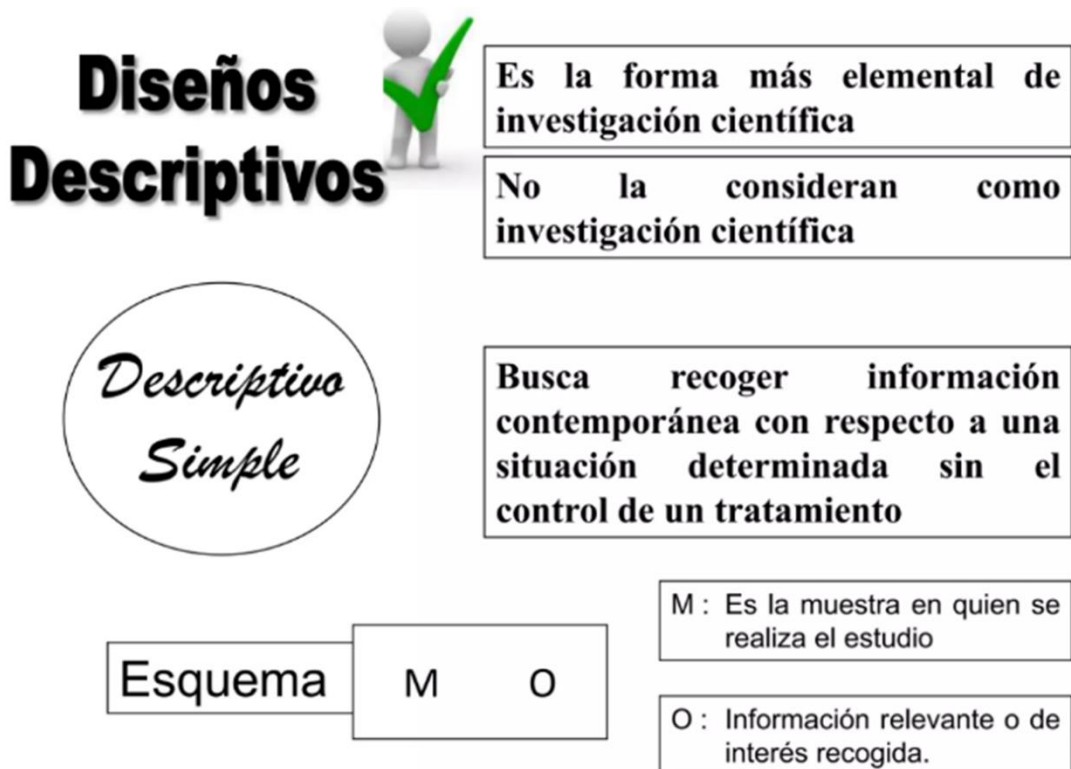 Diseños
Descriptivos
Es la forma más elemental de
investigación científica
No la consideran como
investigación científica
Descriptivo
Simple
Busca recoger información
contemporánea con respecto a una
situación determinada sin el
control de un tratamiento
Esquema
M O
M : Es la muestra en quien se
realiza el estudio
O : Información relevante o de
interés recogida.